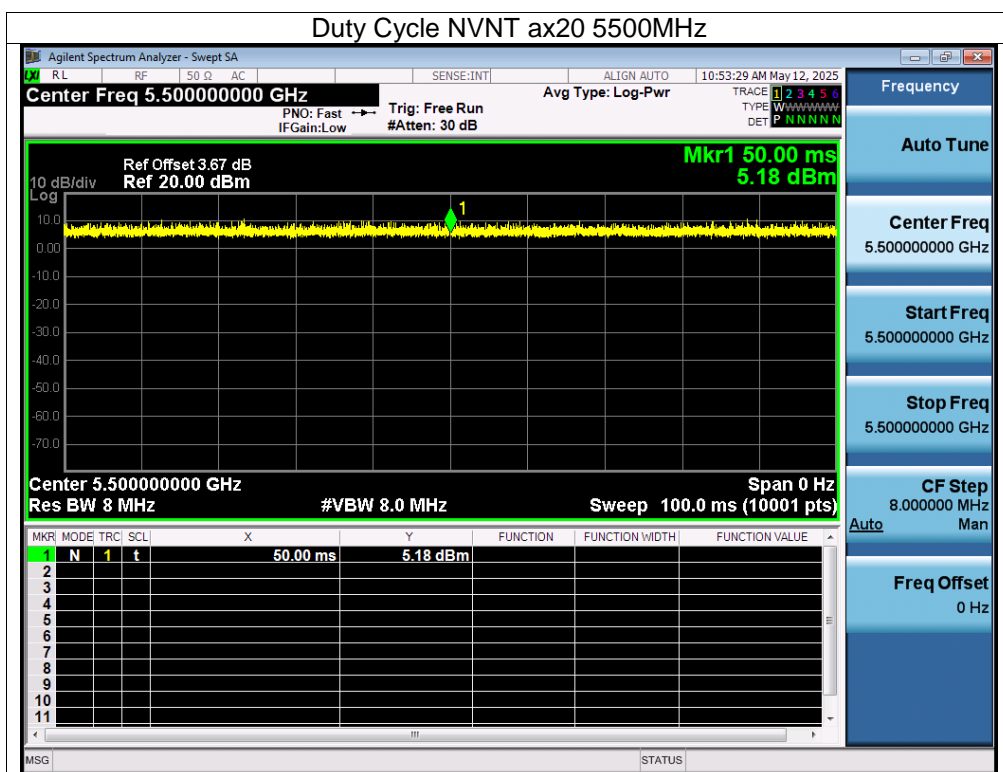 Duty Cycle NVNT ax20 5500MHz
Agilent Spectrum Analyzer - Swept SA
LXI RL RF 50 Ω AC SENSE:INT ALIGN AUTO 10:53:29 AM May 12, 2025
Center Freq 5.500000000 GHz Avg Type: Log-Pwr TRACE 1 2 3 4 5 6
PNO: Fast Trig: Free Run TYPE WWWWWW
IFGain:Low #Atten: 30 dB DET P N N N N N
Mkr1 50.00 ms
5.18 dBm
Ref Offset 3.67 dB
10 dB/div Ref 20.00 dBm
Log
1
10.0
0.00
-10.0
-20.0
-30.0
-40.0
-50.0
-60.0
-70.0
Center 5.500000000 GHz Span 0 Hz
Res BW 8 MHz #VBW 8.0 MHz Sweep 100.0 ms (10001 pts)
MKR MODE TRC SCL X Y FUNCTION FUNCTION WIDTH FUNCTION VALUE
1 N 1 t 50.00 ms 5.18 dBm
2
3
4
5
6
7
8
9
10
11
MSG STATUS
Frequency
Auto Tune
Center Freq
5.500000000 GHz
Start Freq
5.500000000 GHz
Stop Freq
5.500000000 GHz
CF Step
8.000000 MHz
Auto Man
Freq Offset
0 Hz